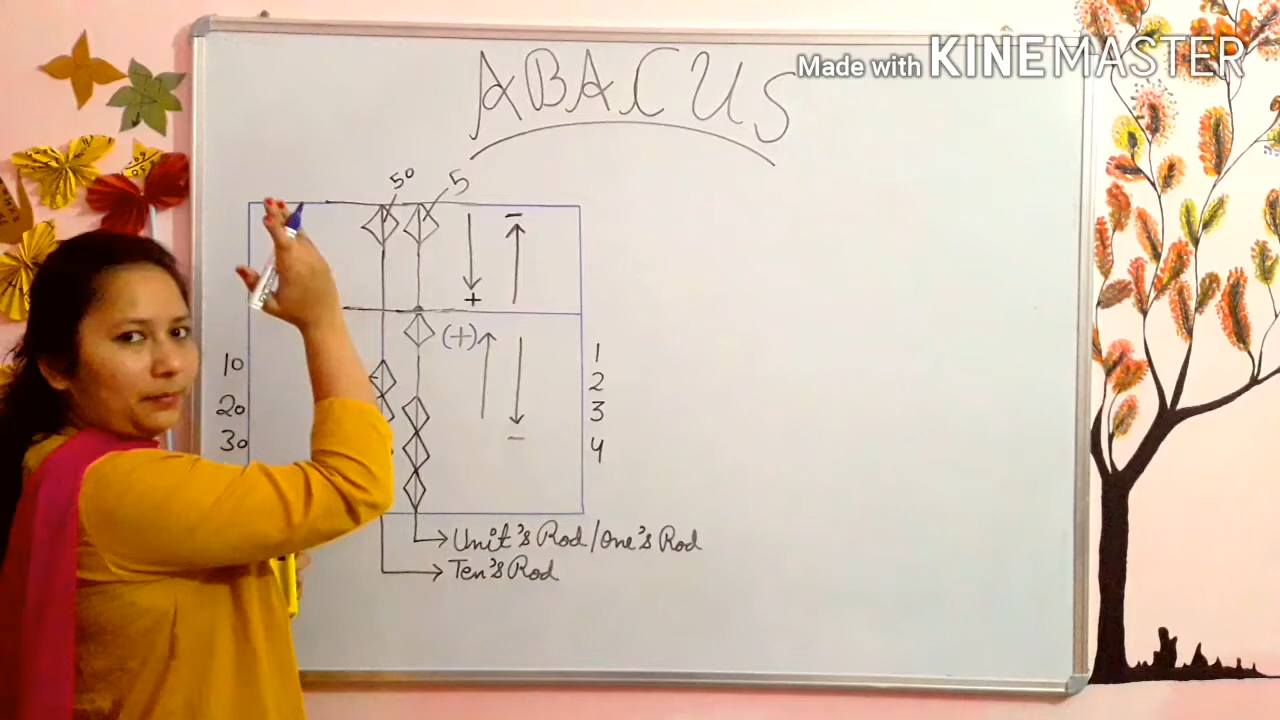 Made with KINEMASTER
ABACUS
50 5
- 
+
(+)
10 1
20 2
30 3
4
-
Unit's Rod/One's Rod
Ten's Rod